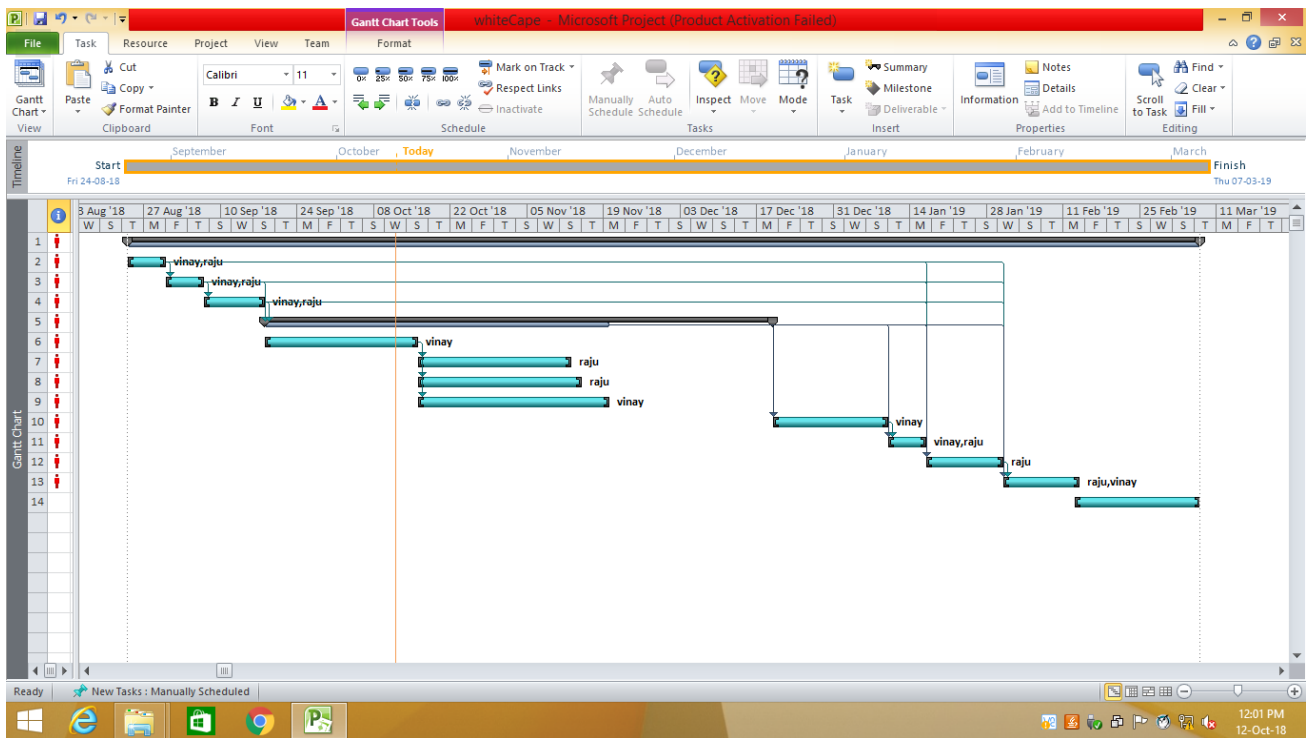 Gantt Chart Tools
whiteCape - Microsoft Project (Product Activation Failed)
File Task Resource Project View Team Format
Cut
Copy
Format Painter
Paste
Gantt
Chart
View
Clipboard
Calibri 11
B I U A
Font
0% 25% 50% 75% 100%
Mark on Track
Respect Links
Inactivate
Schedule
Manually
Schedule
Auto
Schedule
Inspect
Move
Mode
Tasks
Task
Summary
Milestone
Deliverable
Insert
Information
Notes
Details
Add to Timeline
Properties
Scroll
to Task
Find
Clear
Fill
Editing
Timeline
September October Today November December January February March
Start
Fri 24-08-18
Finish
Thu 07-03-19
3 Aug '18 27 Aug '18 10 Sep '18 24 Sep '18 08 Oct '18 22 Oct '18 05 Nov '18 19 Nov '18 03 Dec '18 17 Dec '18 31 Dec '18 14 Jan '19 28 Jan '19 11 Feb '19 25 Feb '19 11 Mar '19
W S T M F T S W S T M F T S W S T M F T S W S T M F T S W S T M F T S W S T M F T S W S T M F T S W S T M F T S W S T M F T
Gantt Chart
1
2 vinay,raju
3 vinay,raju
4 vinay,raju
5
6 vinay
7 raju
8 raju
9 vinay
10 vinay
11 vinay,raju
12 raju
13 raju,vinay
14
Ready New Tasks : Manually Scheduled
12:01 PM
12-Oct-18